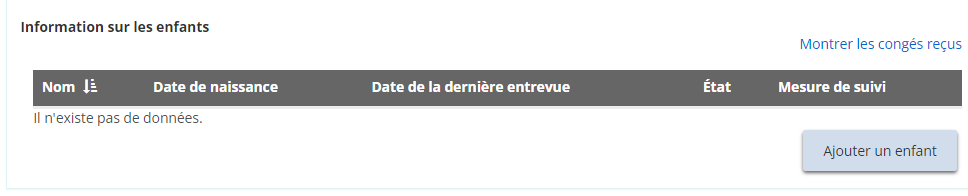 Information sur les enfants
Montrer les congés reçus
Nom Date de naissance Date de la dernière entrevue État Mesure de suivi
Il n'existe pas de données.
Ajouter un enfant